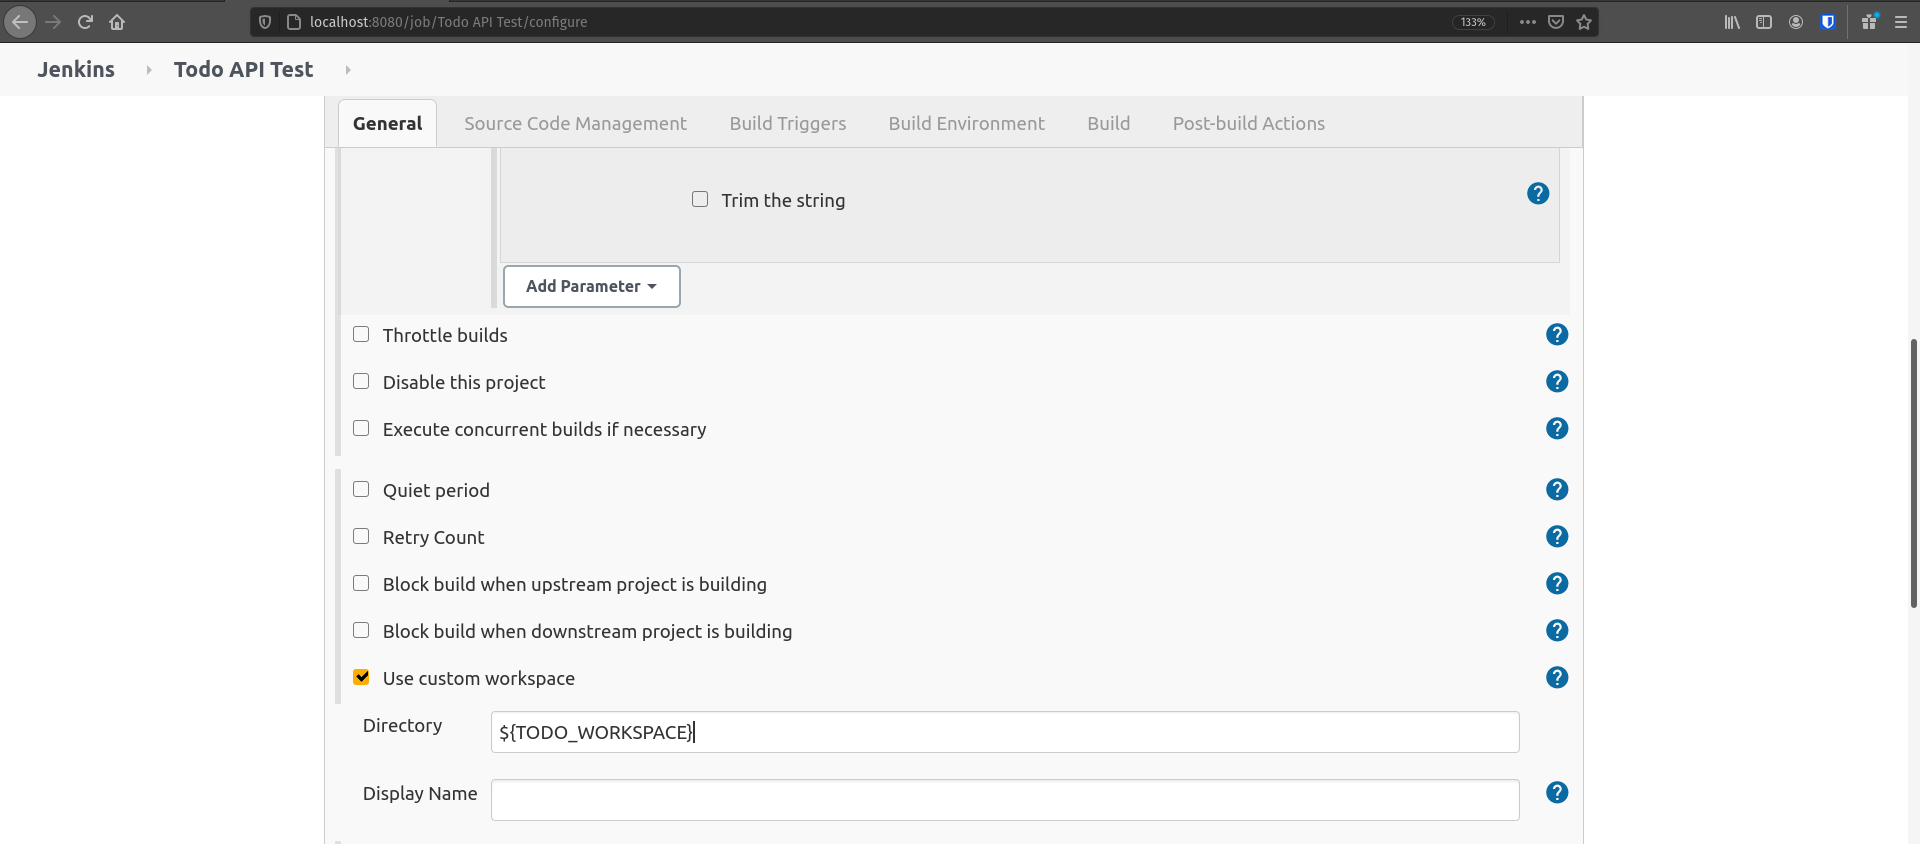 localhost:8080/job/Todo API Test/configure
133%
Jenkins
Todo API Test
General
Source Code Management
Build Triggers
Build Environment
Build
Post-build Actions
Trim the string
?
Add Parameter
Throttle builds
?
Disable this project
?
Execute concurrent builds if necessary
?
Quiet period
?
Retry Count
?
Block build when upstream project is building
?
Block build when downstream project is building
?
Use custom workspace
?
Directory
${TODO_WORKSPACE}
Display Name
?